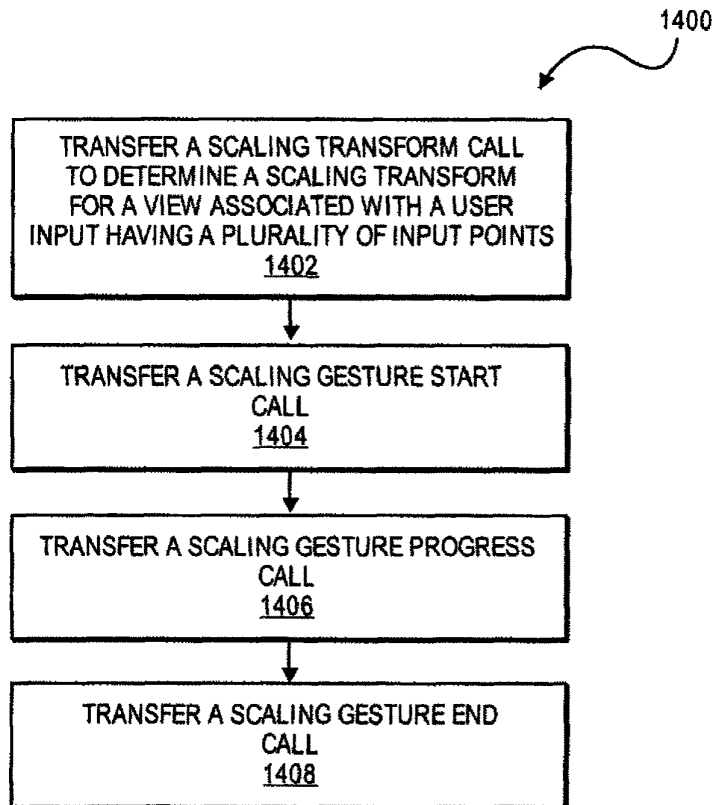 1400
TRANSFER A SCALING TRANSFORM CALL
TO DETERMINE A SCALING TRANSFORM
FOR A VIEW ASSOCIATED WITH A USER
INPUT HAVING A PLURALITY OF INPUT POINTS
1402
TRANSFER A SCALING GESTURE START
CALL
1404
TRANSFER A SCALING GESTURE PROGRESS
CALL
1406
TRANSFER A SCALING GESTURE END
CALL
1408